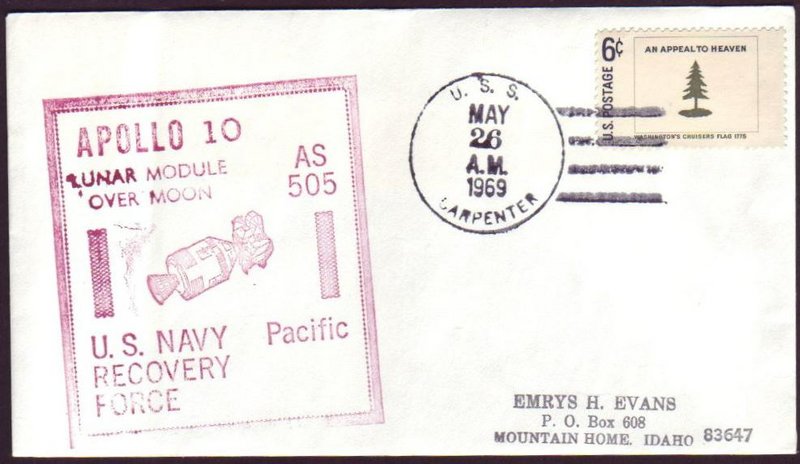 APOLLO 10
LUNAR MODULE
OVER MOON
AS
505
U.S. NAVY
RECOVERY
FORCE
Pacific
U. S. S.
MAY
26
A.M.
1969
CARPENTER
6¢
U.S. POSTAGE
AN APPEAL TO HEAVEN
WASHINGTON'S CRUISERS FLAG 1775
EMRYS H. EVANS
P. O. Box 608
MOUNTAIN HOME, IDAHO 83647